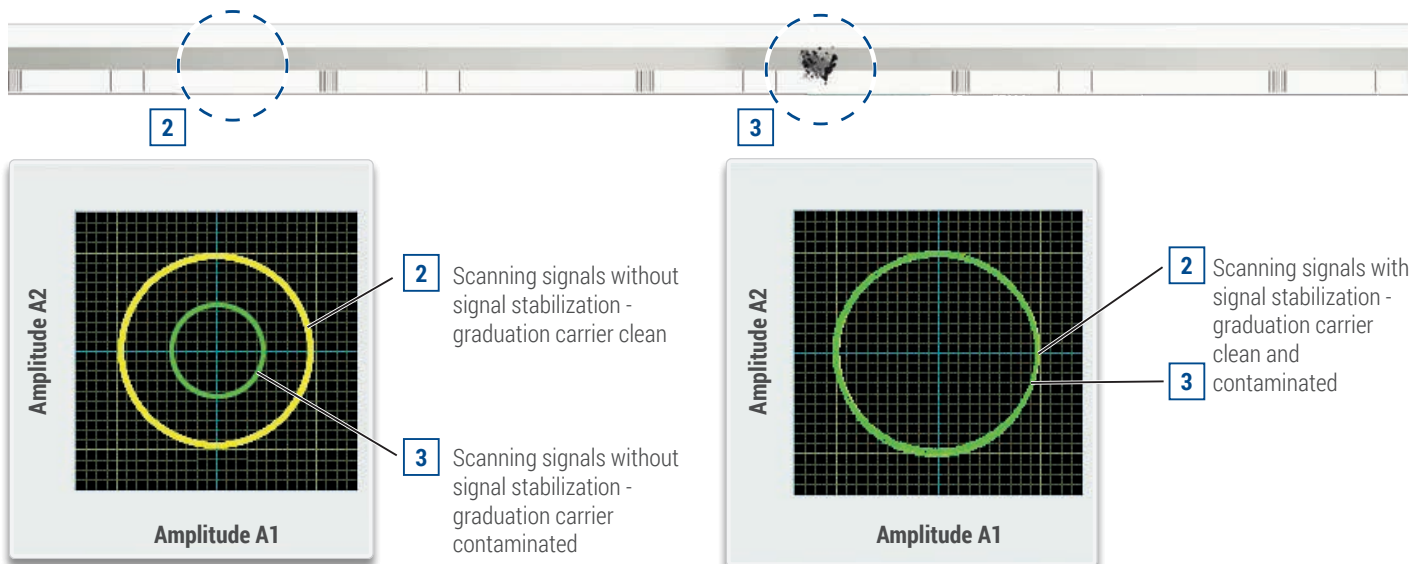 2
3
Amplitude A2
Amplitude A1
2 Scanning signals without
signal stabilization -
graduation carrier clean
3 Scanning signals without
signal stabilization -
graduation carrier
contaminated
Amplitude A2
Amplitude A1
2 Scanning signals with
signal stabilization -
graduation carrier
clean and
3 contaminated